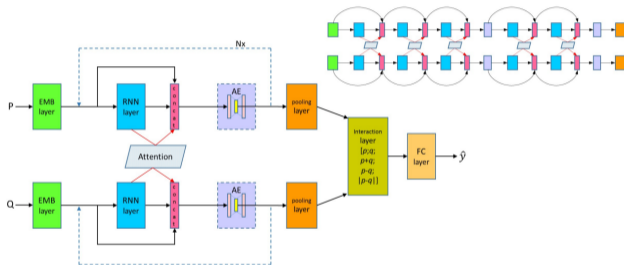 Nx
P
EMB
layer
RNN
layer
concat
AE
pooling
layer
Attention
Interaction
layer
[p;q;
p+q;
p-q;
|p-q|]
FC
layer
ŷ
Q
EMB
layer
RNN
layer
concat
AE
pooling
layer